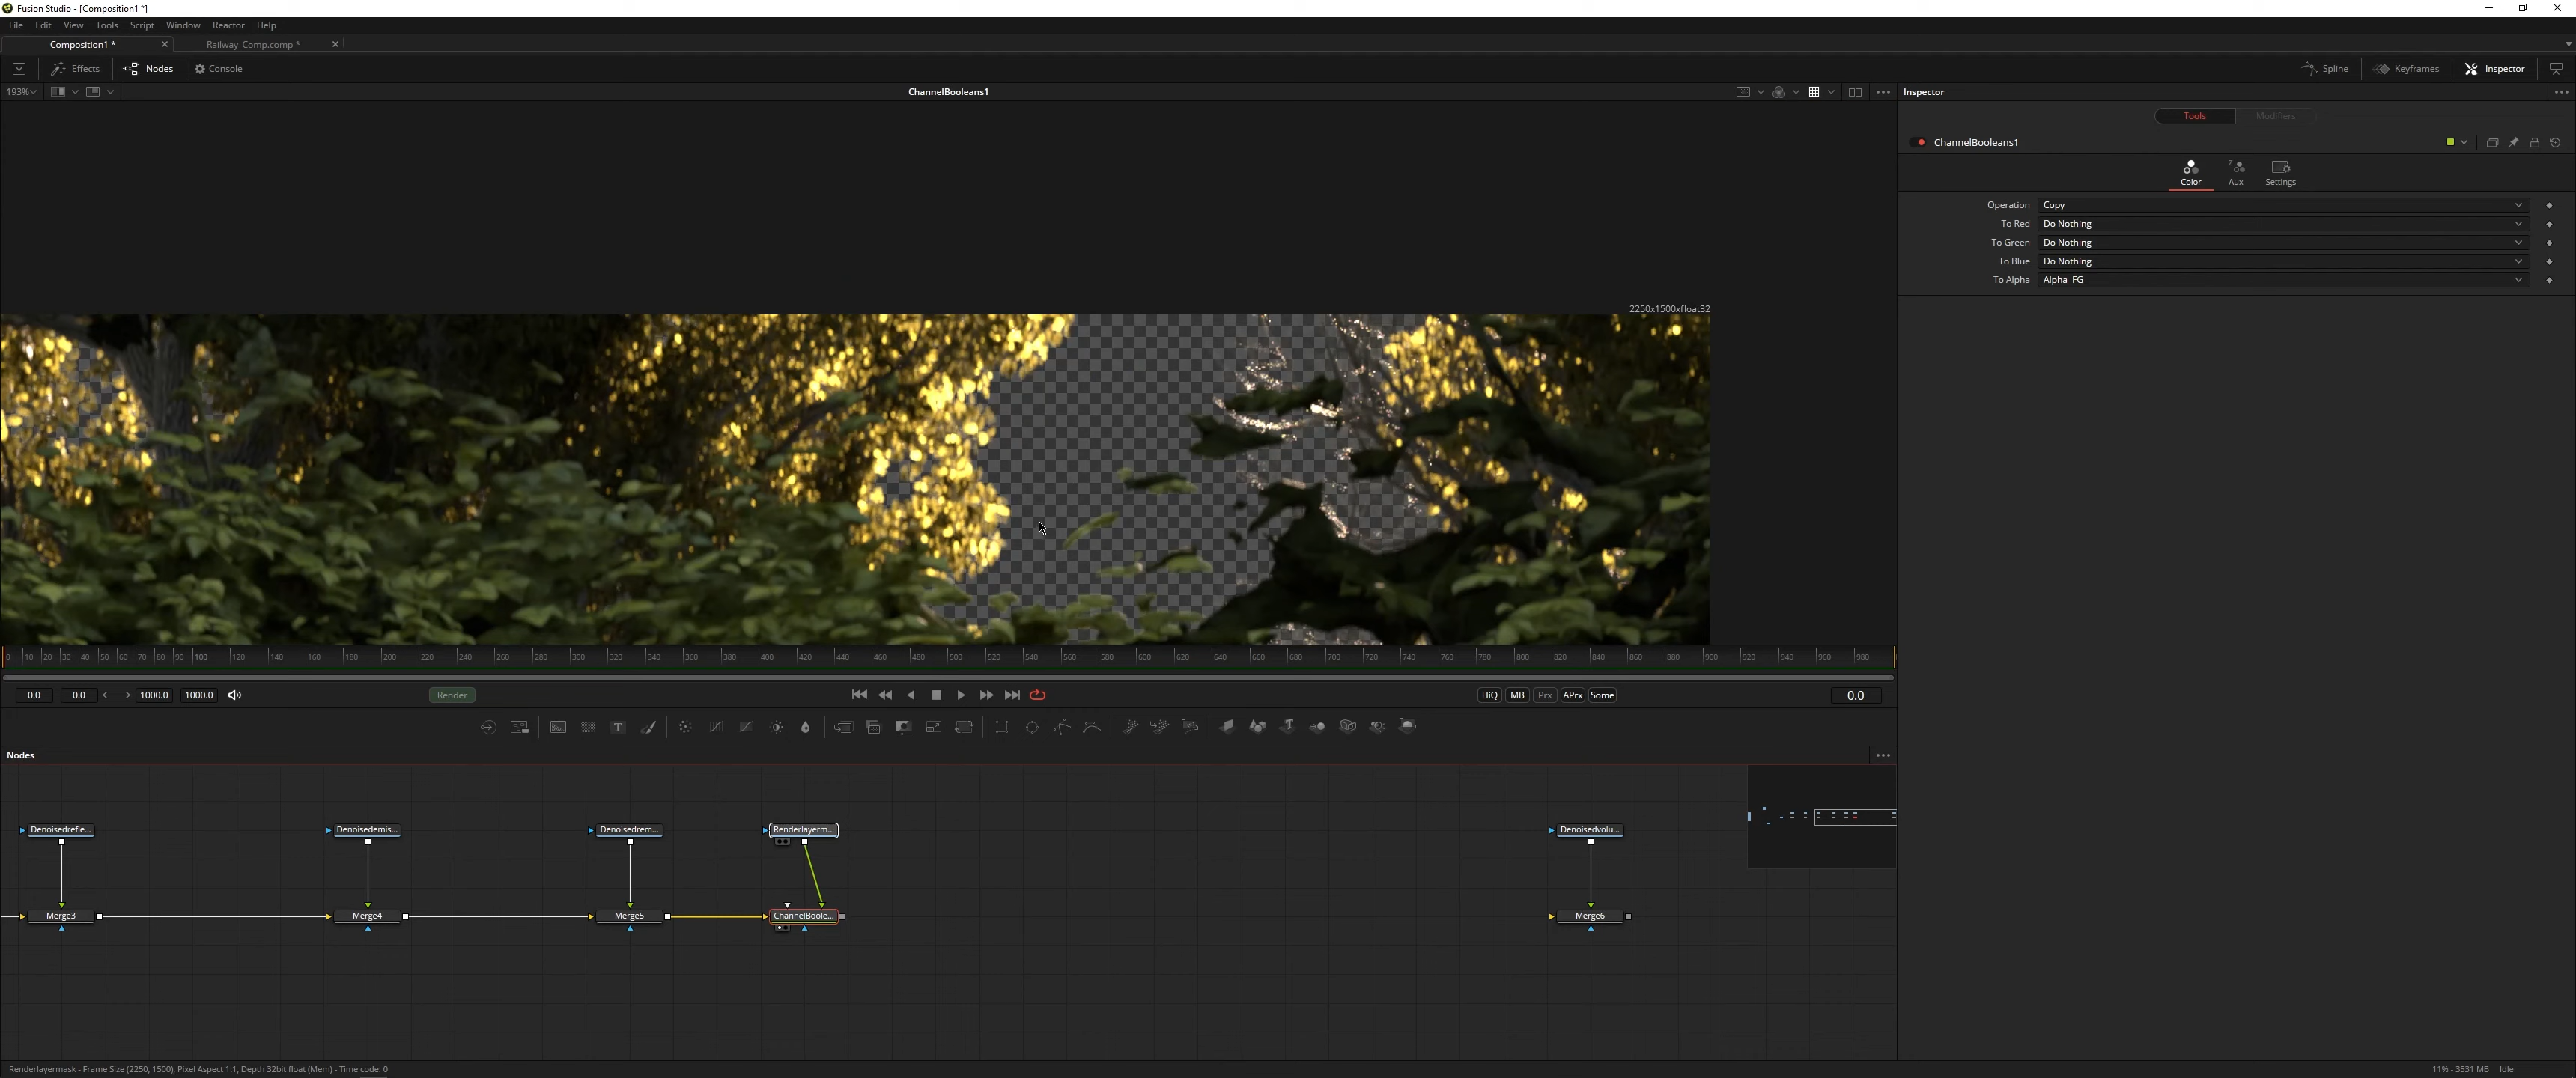 Fusion Studio - [Composition1 *]
File Edit View Tools Script Window Reactor Help
Composition1 * Railway_Comp.comp *
Effects Nodes Console Spline Keyframes Inspector
193% ChannelBooleans1 Inspector
Tools Modifiers
ChannelBooleans1
Color Aux Settings
Operation Copy
To Red Do Nothing
To Green Do Nothing
To Blue Do Nothing
To Alpha Alpha FG
2250x1500xfloat32
0 10 20 30 40 50 60 70 80 90 100 120 140 160 180 200 220 240 260 280 300 320 340 360 380 400 420 440 460 480 500 520 540 560 580 600 620 640 660 680 700 720 740 760 780 800 820 840 860 880 900 920 940 960 980
0.0 0.0 < > 1000.0 1000.0 Render HiQ MB Prx APrx Some 0.0
Nodes
Denoisedrefle... Denoisedemis... Denoisedrem... Renderlayerm... Denoisedvolu...
Merge3 Merge4 Merge5 ChannelBoole... Merge6
Renderlayermask - Frame Size (2250, 1500), Pixel Aspect 1:1, Depth 32bit float (Mem) - Time code: 0 11% - 3531 MB Idle